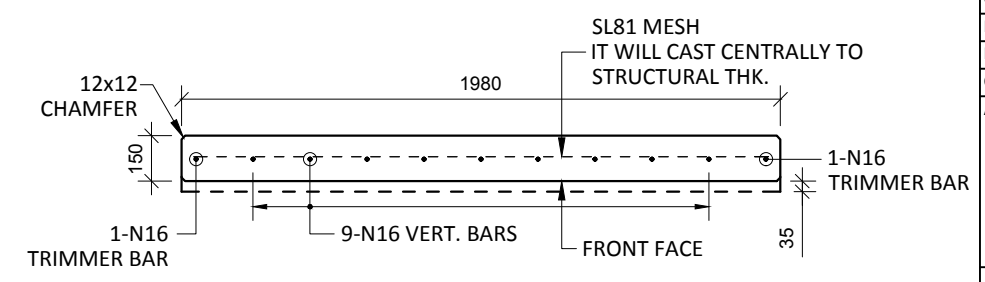 SL81 MESH
IT WILL CAST CENTRALLY TO
STRUCTURAL THK.
12x12
CHAMFER
1980
150
1-N16
TRIMMER BAR
1-N16
TRIMMER BAR
9-N16 VERT. BARS
FRONT FACE
35